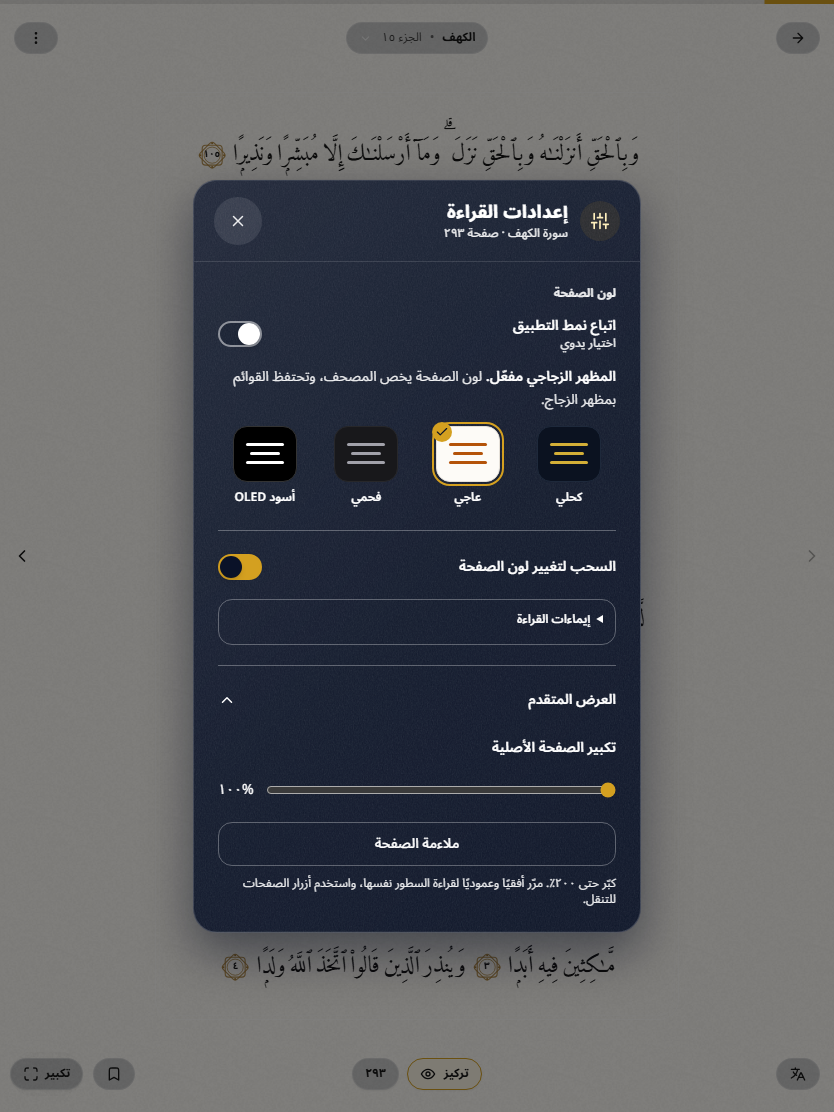 الكهف • الجزء ١٥
وَبِٱلْحَقِّ أَنزَلْنَـٰهُ وَبِٱلْحَقِّ نَزَلَ ۗ وَمَآ أَرْسَلْنَـٰكَ إِلَّا مُبَشِّرًا وَنَذِيرًا ١٠٥
إعدادات القراءة
سورة الكهف · صفحة ٢٩٣
لون الصفحة
اتباع نمط التطبيق
اختيار يدوي
المظهر الزجاجي مفعّل. لون الصفحة يخص المصحف، وتحتفظ القوائم
بمظهر الزجاج.
كحلي
عاجي
فحمي
أسود OLED
السحب لتغيير لون الصفحة
إيماءات القراءة
العرض المتقدم
تكبير الصفحة الأصلية
١٠٠%
ملاءمة الصفحة
كبّر حتى ٢٠٠٪. مرّر أفقيًا وعموديًا لقراءة السطور نفسها، واستخدم أزرار الصفحات
للتنقل.
مَّـٰكِثِينَ فِيهِ أَبَدًا ٣ وَيُنذِرَ ٱلَّذِينَ قَالُوا۟ ٱتَّخَذَ ٱللَّهُ وَلَدًا ٤
تركيز
٢٩٣
تكبير